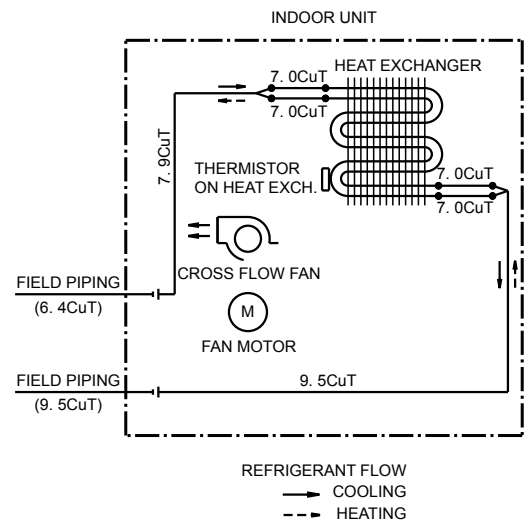 INDOOR UNIT
7. 0CuT
HEAT EXCHANGER
7. 0CuT
7. 9CuT
THERMISTOR
ON HEAT EXCH.
7. 0CuT
7. 0CuT
CROSS FLOW FAN
FIELD PIPING
(6. 4CuT)
M
FAN MOTOR
FIELD PIPING
(9. 5CuT)
9. 5CuT
REFRIGERANT FLOW
COOLING
HEATING